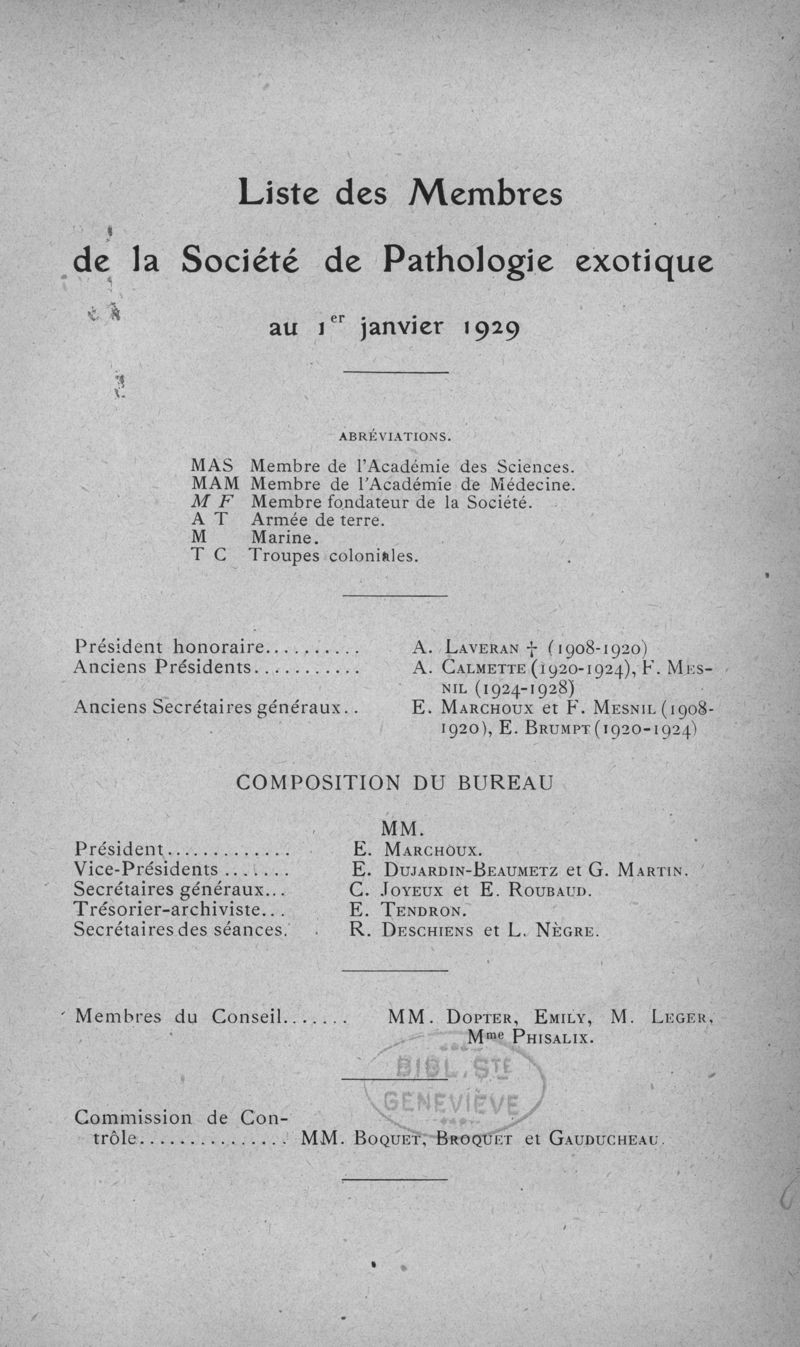 Liste des Membres
de la Société de Pathologie exotique
au 1er janvier 1929
ABRÉVIATIONS.
MAS Membre de l'Académie des Sciences.
MAM Membre de l'Académie de Médecine.
M F Membre fondateur de la Société.
A T Armée de terre.
M Marine.
T C Troupes coloniales.
Président honoraire.......... A. LAVERAN † (1908-1920)
Anciens Présidents............ A. CALMETTE (1920-1924), F. MES-
NIL (1924-1928)
Anciens Secrétaires généraux.. E. MARCHOUX et F. MESNIL (1908-
1920), E. BRUMPT (1920-1924)
COMPOSITION DU BUREAU
MM.
Président............. E. MARCHOUX.
Vice-Présidents ....... E. DUJARDIN-BEAUMETZ et G. MARTIN.
Secrétaires généraux... C. JOYEUX et E. ROUBAUD.
Trésorier-archiviste... E. TENDRON.
Secrétaires des séances. R. DESCHIENS et L. NÈGRE.
Membres du Conseil....... MM. DOPTER, EMILY, M. LEGER,
Mme PHISALIX.
BIBL. STE
GENEVIÈVE
Commission de Con-
trôle............... MM. BOQUET, BROQUET et GAUDUCHEAU.